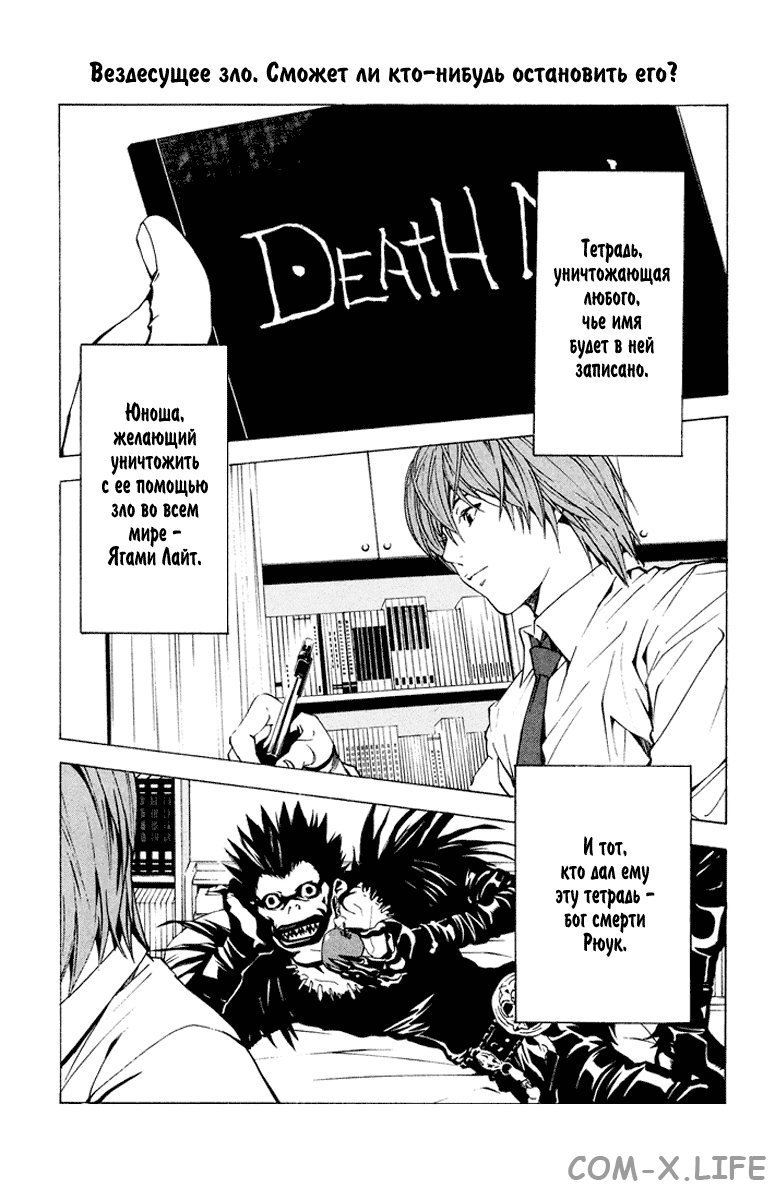 Вездесущее зло. Сможет ли кто-нибудь остановить его?
DEATH
Тетрадь,
уничтожающая
любого,
чье имя
будет в ней
записано.
Юноша,
желающий
уничтожить
с ее помощью
зло во всем
мире -
Ягами Лайт.
И тот,
кто дал ему
эту тетрадь -
бог смерти
Рюук.
COM-X.LIFE